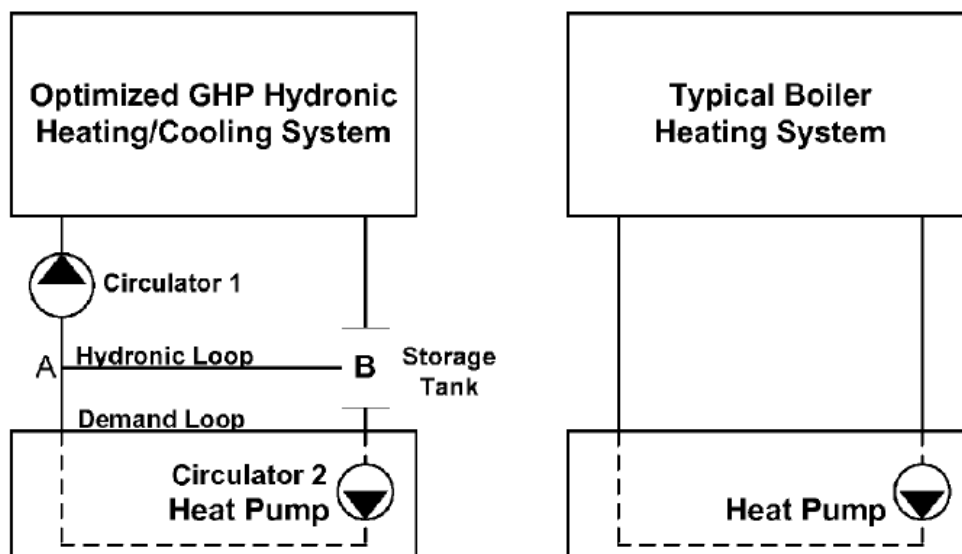 Optimized GHP Hydronic
Heating/Cooling System
Typical Boiler
Heating System
Circulator 1
A
Hydronic Loop
B
Storage
Tank
Demand Loop
Circulator 2
Heat Pump
Heat Pump